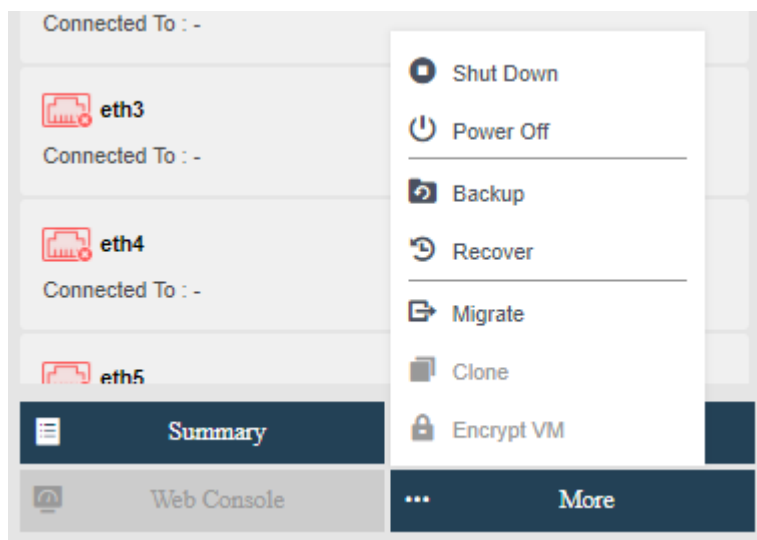 Connected To : -
eth3
Connected To : -
eth4
Connected To : -
eth5
Summary
Web Console
Shut Down
Power Off
Backup
Recover
Migrate
Clone
Encrypt VM
More